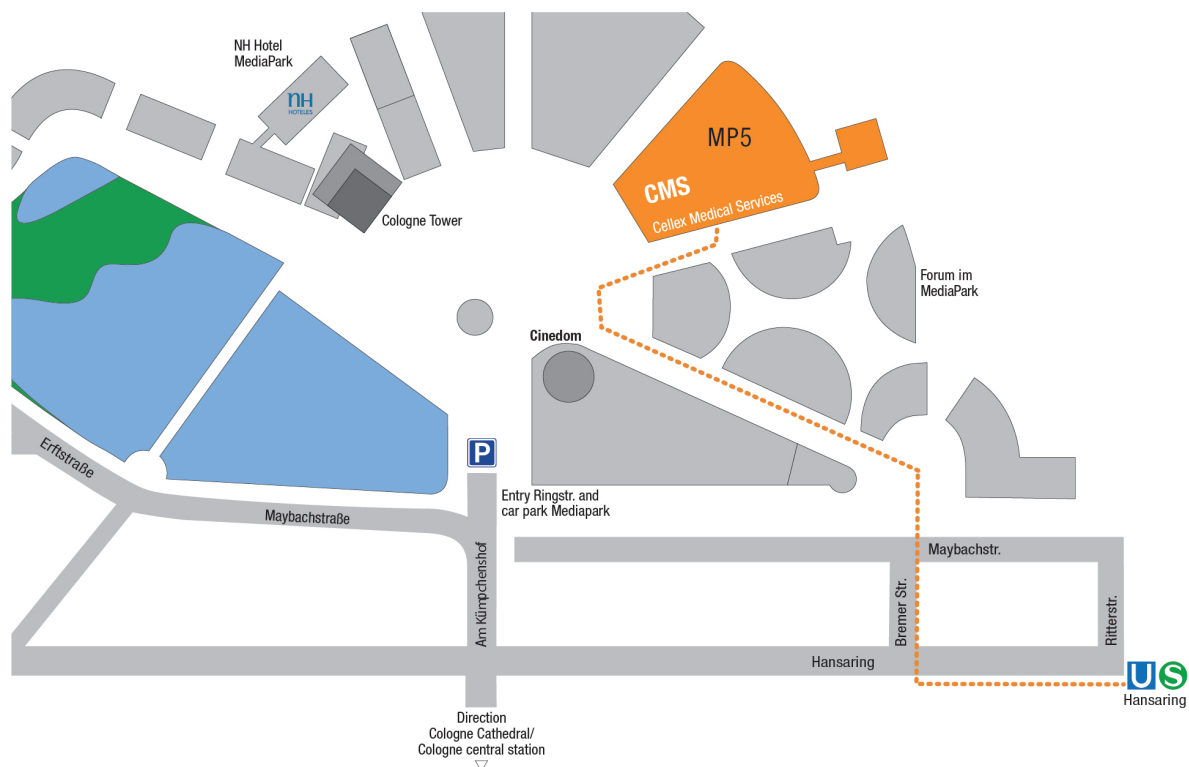 NH Hotel
MediaPark
nH
HOTELES
MP5
CMS
Cellex Medical Services
Cologne Tower
Forum im
MediaPark
Cinedom
P
Erftstraße
Entry Ringstr. and
car park Mediapark
Maybachstraße
Am Kümpchenshof
Maybachstr.
Bremer Str.
Ritterstr.
Hansaring
U S
Hansaring
Direction
Cologne Cathedral/
Cologne central station